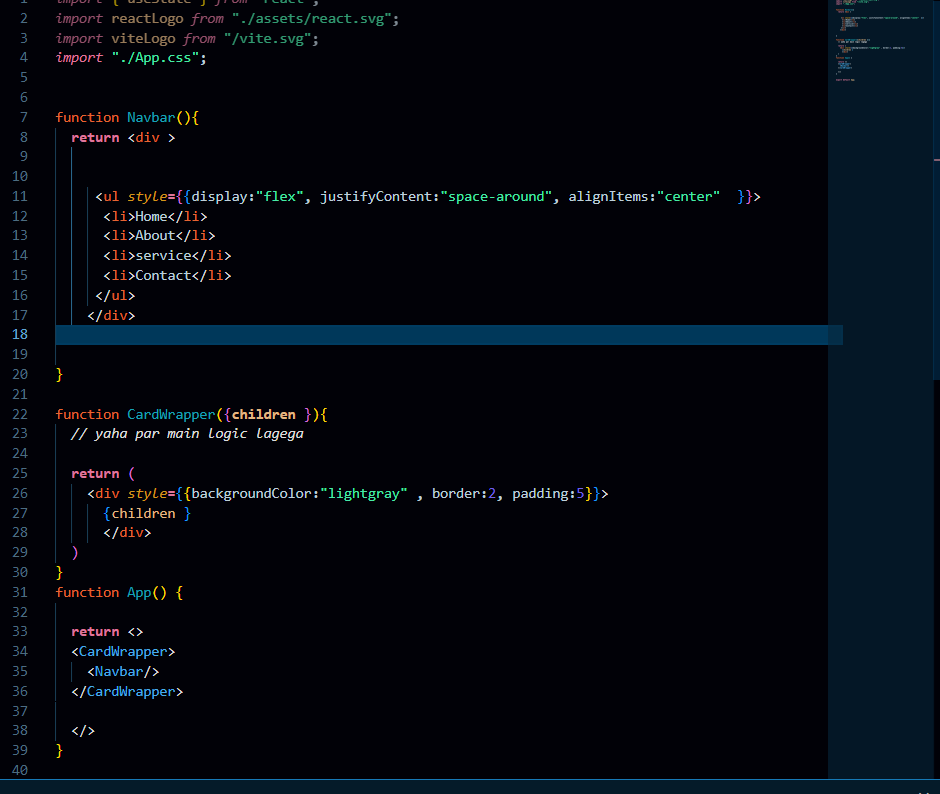 1 import { useState } from "react";
2 import reactLogo from "./assets/react.svg";
3 import viteLogo from "/vite.svg";
4 import "./App.css";
5
6
7 function Navbar(){
8 return <div >
9
10
11 <ul style={{display:"flex", justifyContent:"space-around", alignItems:"center"  }}>
12 <li>Home</li>
13 <li>About</li>
14 <li>service</li>
15 <li>Contact</li>
16 </ul>
17 </div>
18
19
20 }
21
22 function CardWrapper({children }){
23 // yaha par main logic lagega
24
25 return (
26 <div style={{backgroundColor:"lightgray" , border:2, padding:5}}>
27 {children }
28 </div>
29 )
30 }
31 function App() {
32
33 return <>
34 <CardWrapper>
35 <Navbar/>
36 </CardWrapper>
37
38 </>
39 }
40